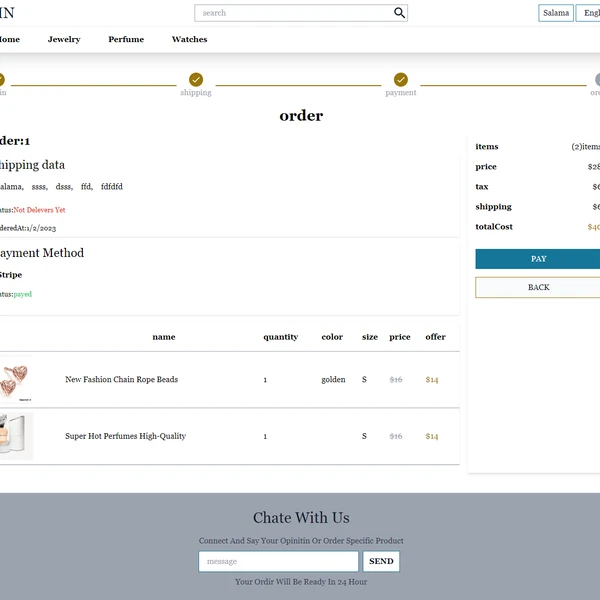 IN
search
Salama
Engl
Home
Jewelry
Perfume
Watches
in
shipping
payment
or
order
der:1
hipping data
alama, ssss, dsss, ffd, fdfdfd
atus:Not Delevers Yet
deredAt:1/2/2023
ayment Method
Stripe
atus:payed
name quantity color size price offer
New Fashion Chain Rope Beads 1 golden S $16 $14
Super Hot Perfumes High-Quality 1 S $16 $14
items (2)items
price $28
tax $6
shipping $6
totalCost $40
PAY
BACK
Chate With Us
Connect And Say Your Opinitin Or Order Specific Product
message
SEND
Your Ordir Will Be Ready In 24 Hour